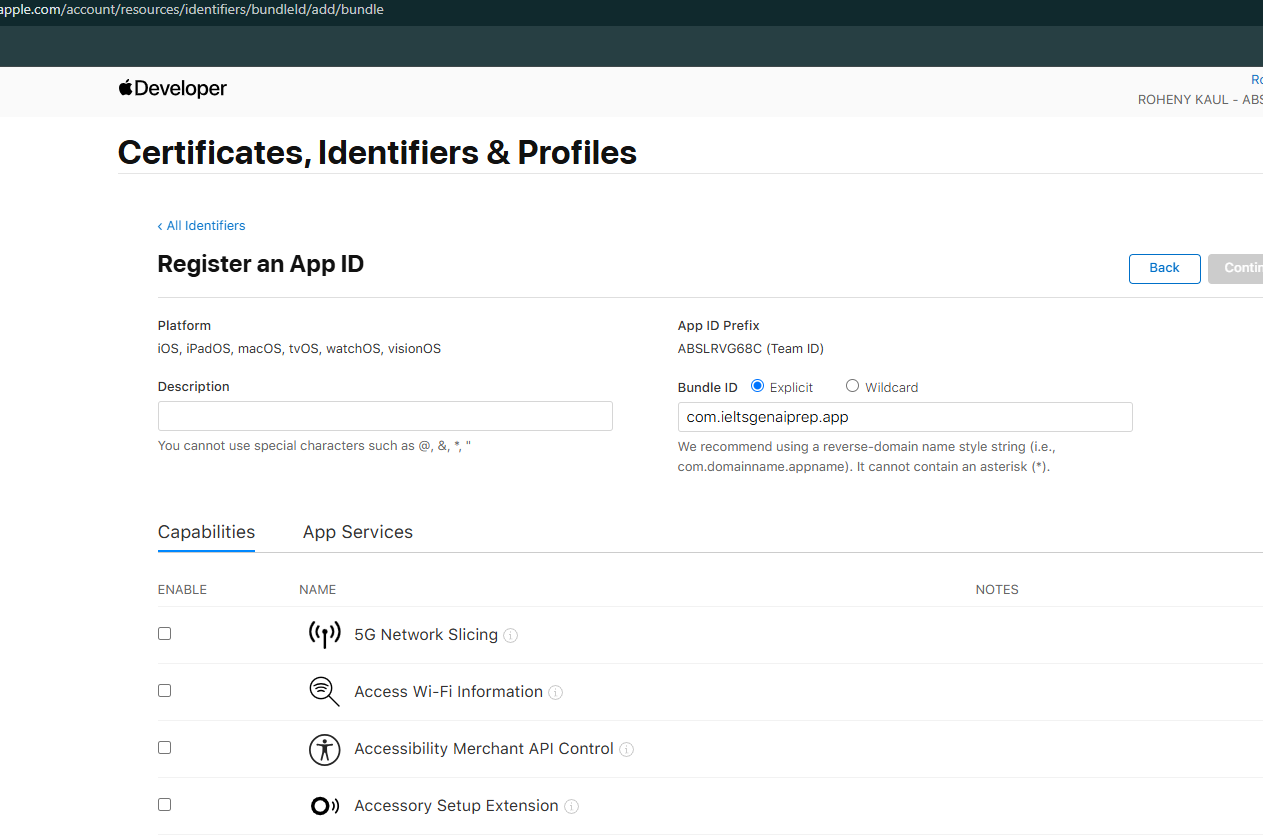 apple.com/account/resources/identifiers/bundleId/add/bundle
Developer
ROHENY KAUL - ABS
Certificates, Identifiers & Profiles
‹ All Identifiers
Register an App ID
Back
Platform
iOS, iPadOS, macOS, tvOS, watchOS, visionOS
App ID Prefix
ABSLRVG68C (Team ID)
Description
Bundle ID Explicit Wildcard
com.ieltsgenaiprep.app
You cannot use special characters such as @, &, *, "
We recommend using a reverse-domain name style string (i.e.,
com.domainname.appname). It cannot contain an asterisk (*).
Capabilities App Services
ENABLE NAME NOTES
5G Network Slicing
Access Wi-Fi Information
Accessibility Merchant API Control
Accessory Setup Extension